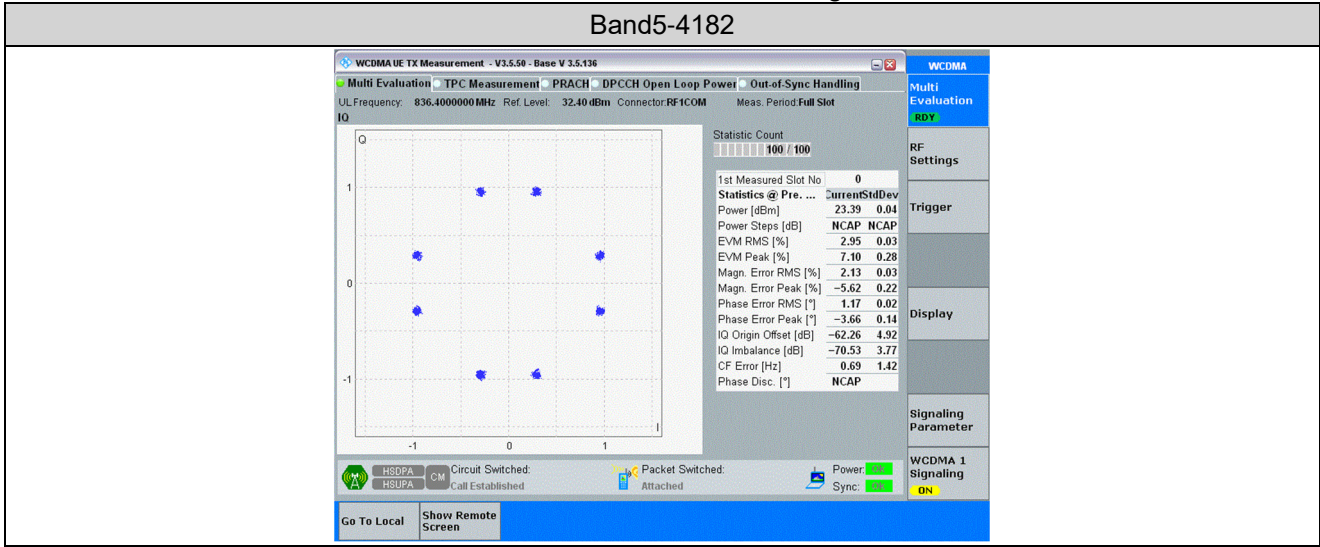 Band5-4182
WCDMA UE TX Measurement - V3.5.50 - Base V 3.5.136
WCDMA
Multi Evaluation TPC Measurement PRACH DPCCH Open Loop Power Out-of-Sync Handling
Multi
Evaluation
RDY
UL Frequency: 836.4000000 MHz Ref. Level: 32.40 dBm Connector:RF1COM Meas. Period:Full Slot
IQ
Q
1
0
-1
I
-1 0 1
Statistic Count
100 / 100
1st Measured Slot No 0
Statistics @ Pre. ... CurrentStdDev
Power [dBm] 23.39 0.04
Power Steps [dB] NCAP NCAP
EVM RMS [%] 2.95 0.03
EVM Peak [%] 7.10 0.28
Magn. Error RMS [%] 2.13 0.03
Magn. Error Peak [%] −5.62 0.22
Phase Error RMS [°] 1.17 0.02
Phase Error Peak [°] −3.66 0.14
IQ Origin Offset [dB] −62.26 4.92
IQ Imbalance [dB] −70.53 3.77
CF Error [Hz] 0.69 1.42
Phase Disc. [°] NCAP
RF
Settings
Trigger
Display
Signaling
Parameter
WCDMA 1
Signaling
ON
HSDPA
HSUPA
CM
Circuit Switched:
Call Established
Packet Switched:
Attached
Power: OK
Sync: OK
Go To Local
Show Remote
Screen